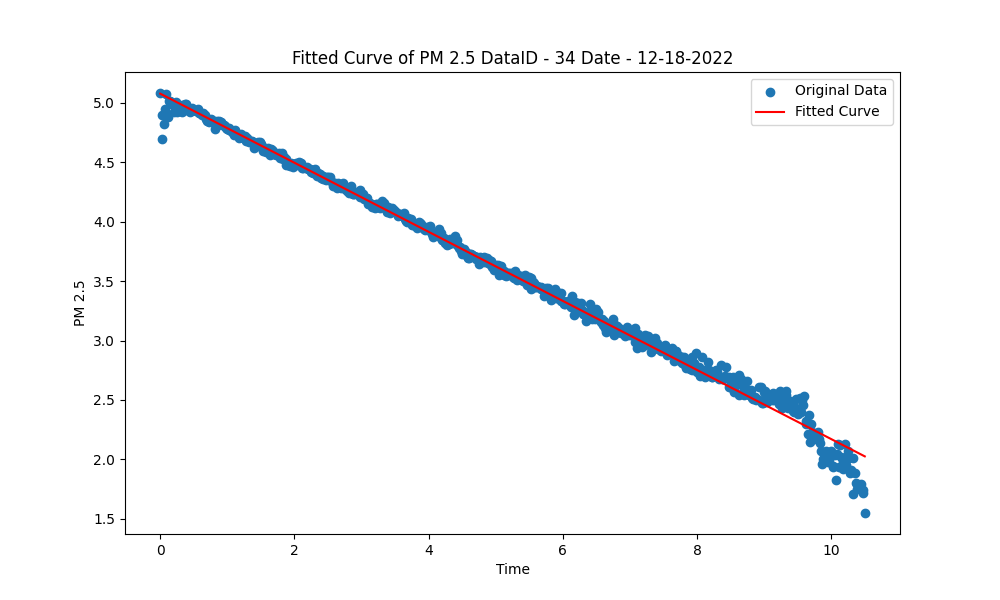 Fitted Curve of PM 2.5 DataID - 34 Date - 12-18-2022
Original Data
Fitted Curve
PM 2.5
5.0
4.5
4.0
3.5
3.0
2.5
2.0
1.5
0 2 4 6 8 10
Time